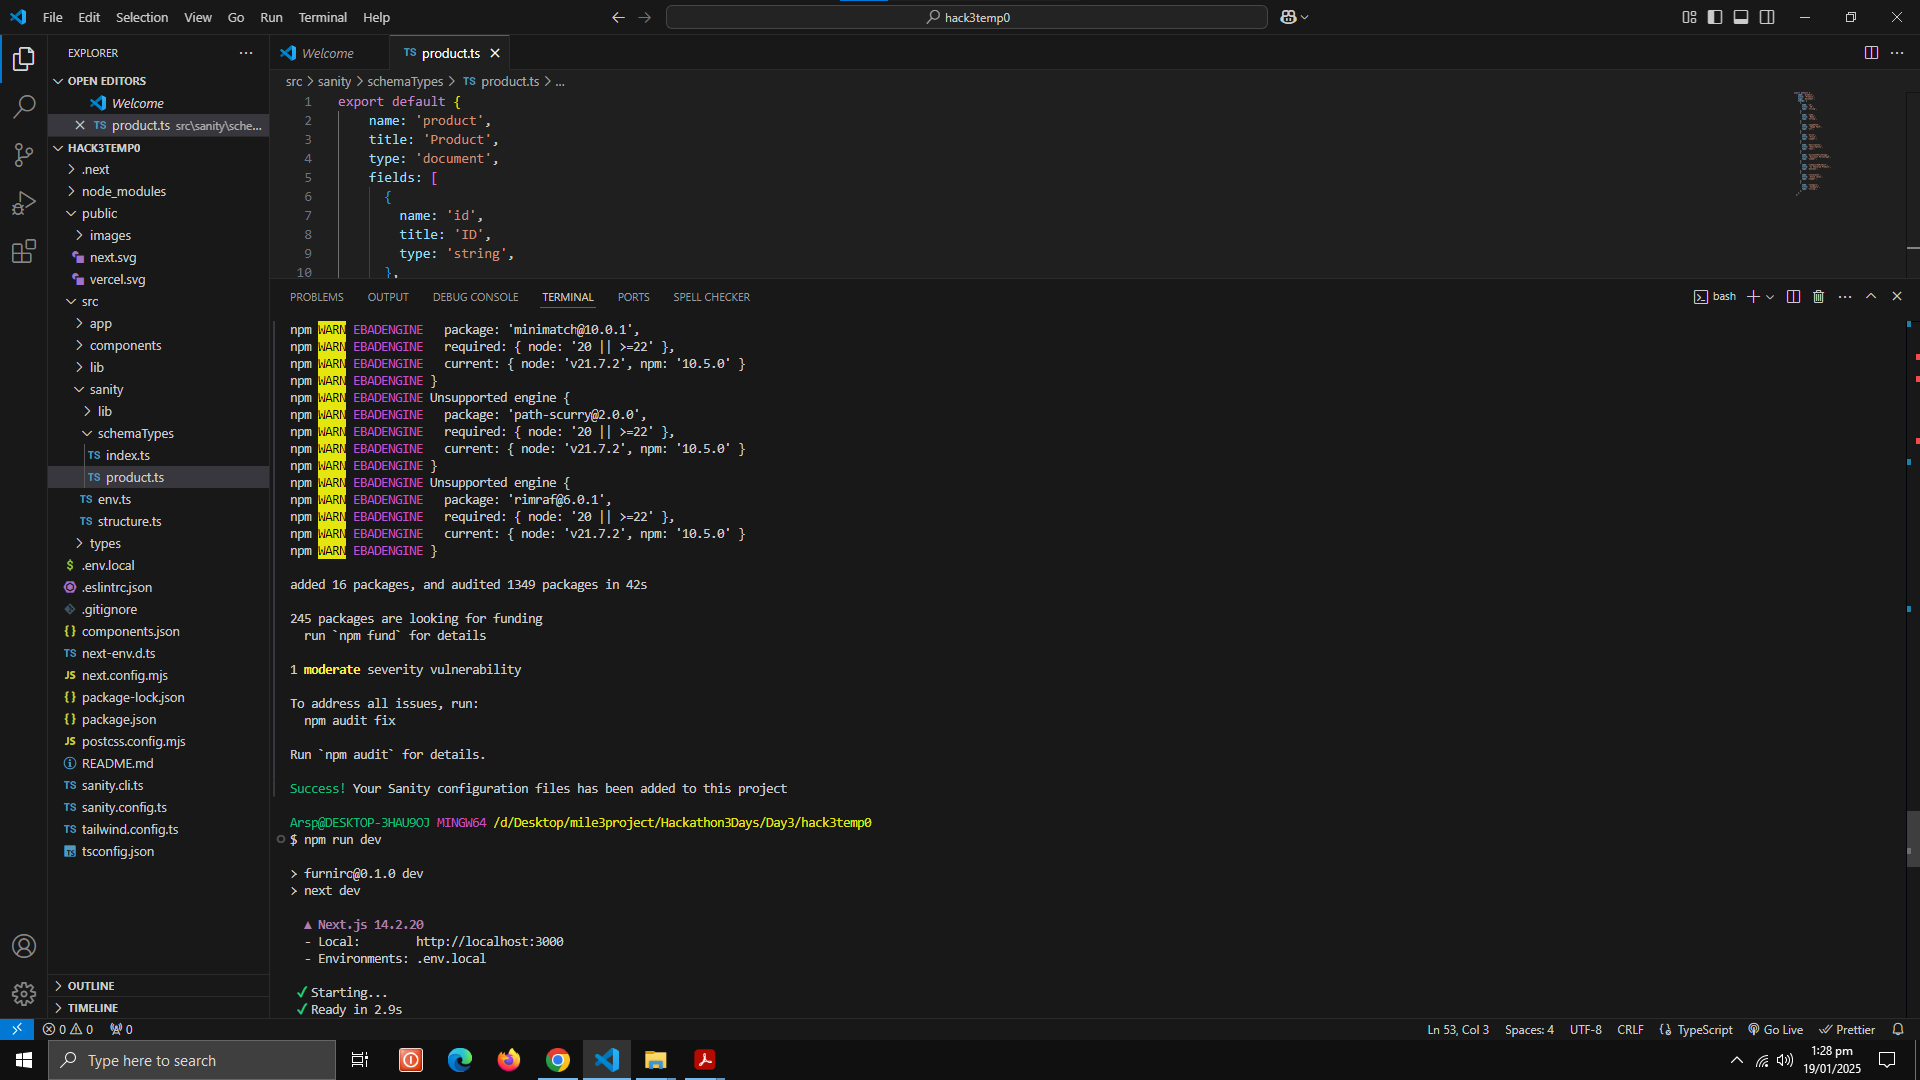 File Edit Selection View Go Run Terminal Help
hack3temp0
EXPLORER
OPEN EDITORS
Welcome
product.ts src\sanity\sche...
HACK3TEMP0
.next
node_modules
public
images
next.svg
vercel.svg
src
app
components
lib
sanity
lib
schemaTypes
TS index.ts
TS product.ts
TS env.ts
TS structure.ts
types
$ .env.local
.eslintrc.json
.gitignore
{} components.json
TS next-env.d.ts
JS next.config.mjs
{} package-lock.json
{} package.json
JS postcss.config.mjs
README.md
TS sanity.cli.ts
TS sanity.config.ts
TS tailwind.config.ts
tsconfig.json
OUTLINE
TIMELINE
Welcome
TS product.ts
src > sanity > schemaTypes > TS product.ts > ...
1 export default {
2 name: 'product',
3 title: 'Product',
4 type: 'document',
5 fields: [
6 {
7 name: 'id',
8 title: 'ID',
9 type: 'string',
10 },
PROBLEMS OUTPUT DEBUG CONSOLE TERMINAL PORTS SPELL CHECKER
bash
npm WARN EBADENGINE package: 'minimatch@10.0.1',
npm WARN EBADENGINE required: { node: '20 || >=22' },
npm WARN EBADENGINE current: { node: 'v21.7.2', npm: '10.5.0' }
npm WARN EBADENGINE }
npm WARN EBADENGINE Unsupported engine {
npm WARN EBADENGINE package: 'path-scurry@2.0.0',
npm WARN EBADENGINE required: { node: '20 || >=22' },
npm WARN EBADENGINE current: { node: 'v21.7.2', npm: '10.5.0' }
npm WARN EBADENGINE }
npm WARN EBADENGINE Unsupported engine {
npm WARN EBADENGINE package: 'rimraf@6.0.1',
npm WARN EBADENGINE required: { node: '20 || >=22' },
npm WARN EBADENGINE current: { node: 'v21.7.2', npm: '10.5.0' }
npm WARN EBADENGINE }
added 16 packages, and audited 1349 packages in 42s
245 packages are looking for funding
run `npm fund` for details
1 moderate severity vulnerability
To address all issues, run:
npm audit fix
Run `npm audit` for details.
Success! Your Sanity configuration files has been added to this project
Arsp@DESKTOP-3HAU9OJ MINGW64 /d/Desktop/mile3project/Hackathon3Days/Day3/hack3temp0
$ npm run dev
> furniro@0.1.0 dev
> next dev
▲ Next.js 14.2.20
- Local: http://localhost:3000
- Environments: .env.local
✓ Starting...
✓ Ready in 2.9s
0 0 0
Ln 53, Col 3 Spaces: 4 UTF-8 CRLF {} TypeScript Go Live Prettier
Type here to search
1:28 pm
19/01/2025